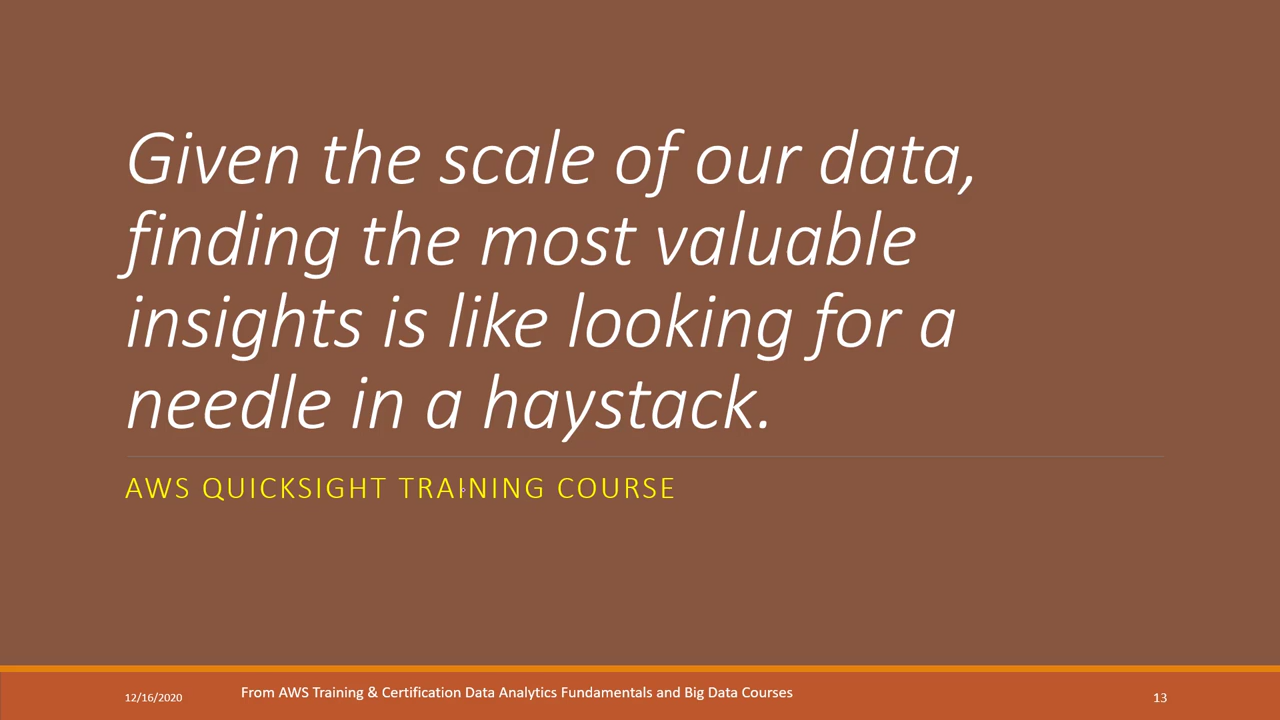 Given the scale of our data,
finding the most valuable
insights is like looking for a
needle in a haystack.
AWS QUICKSIGHT TRAINING COURSE
12/16/2020
From AWS Training & Certification Data Analytics Fundamentals and Big Data Courses
13